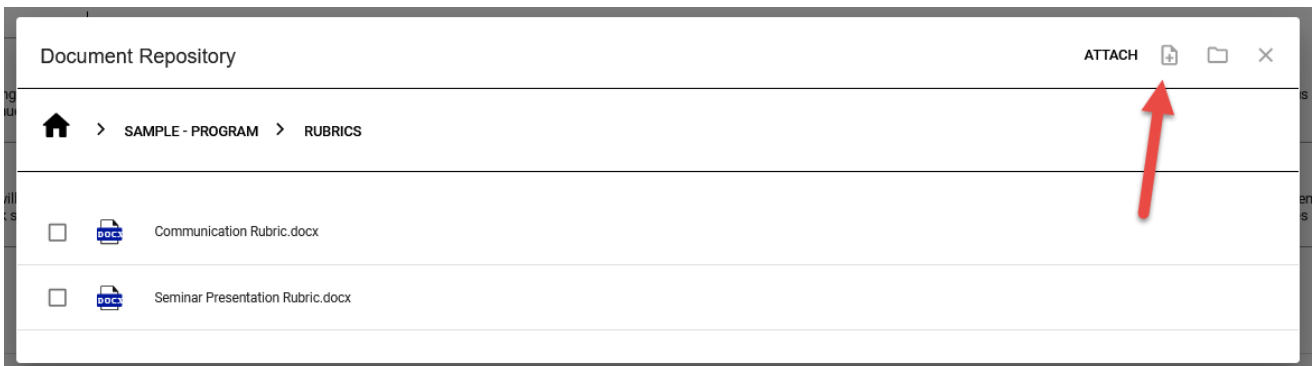 Document Repository ATTACH
SAMPLE - PROGRAM > RUBRICS
DOCX Communication Rubric.docx
DOCX Seminar Presentation Rubric.docx